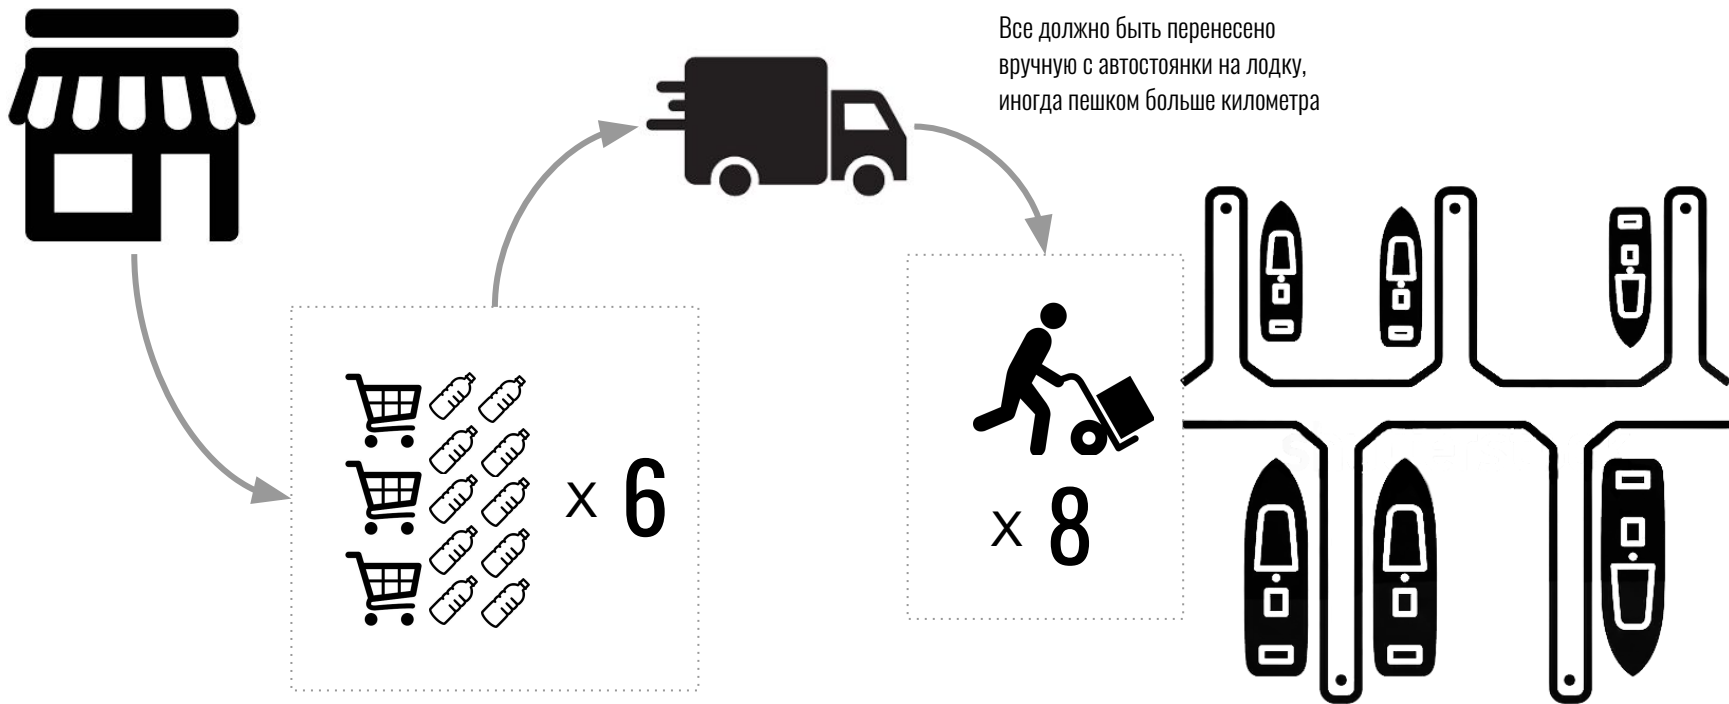 Все должно быть перенесено
вручную с автостоянки на лодку,
иногда пешком больше километра
x 6
x 8